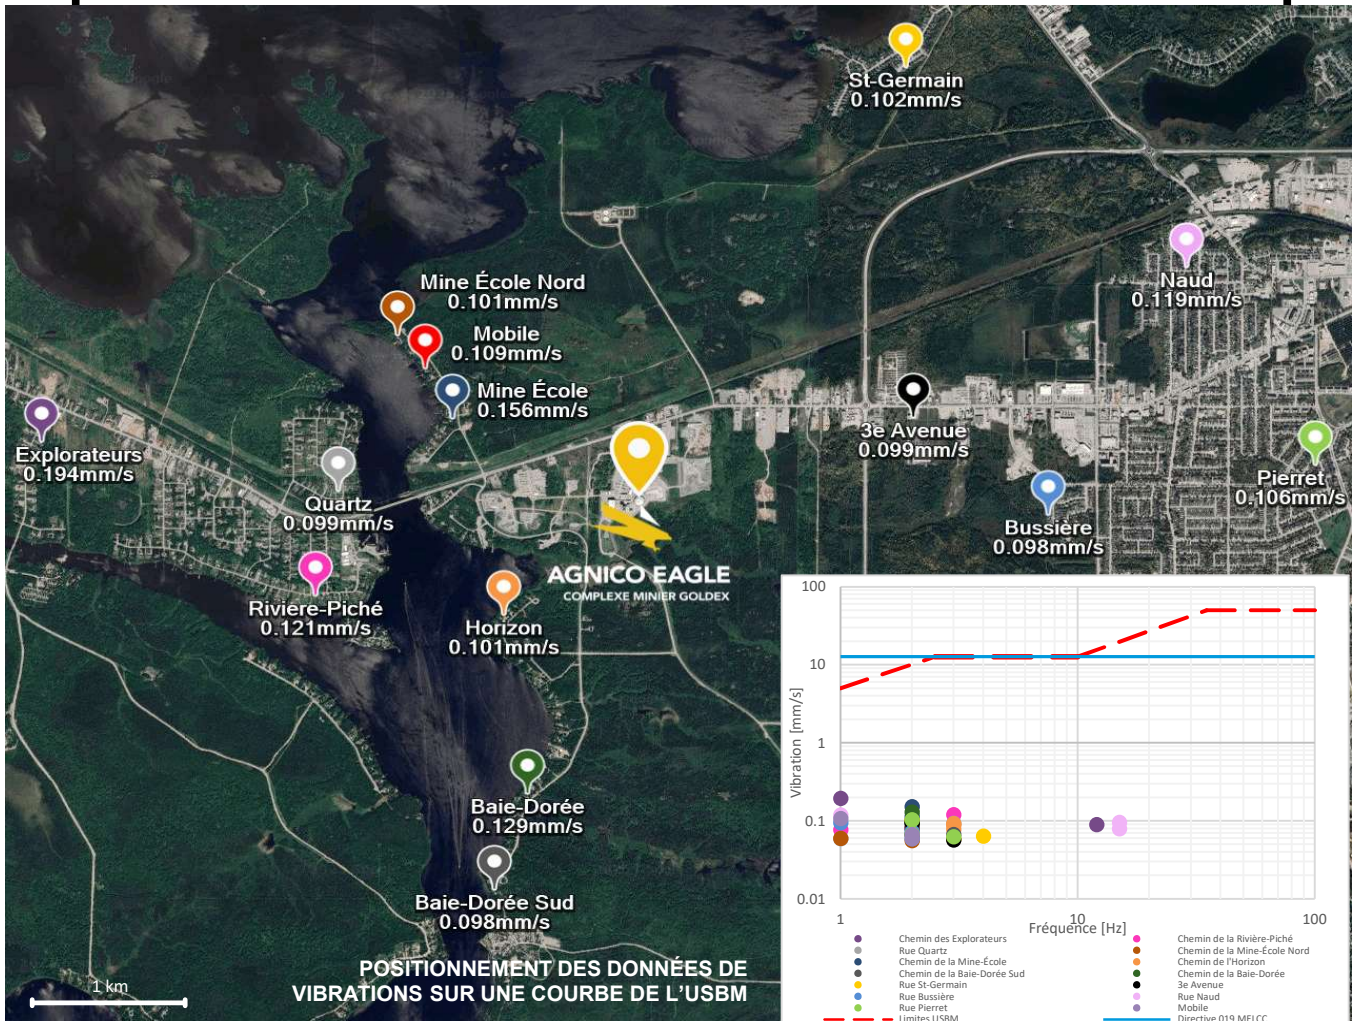 St-Germain
0.102mm/s
Naud
0.119mm/s
Mine École Nord
0.101mm/s
Mobile
0.109mm/s
Mine École
0.156mm/s
Explorateurs
0.194mm/s
Quartz
0.099mm/s
3e Avenue
0.099mm/s
Pierret
0.106mm/s
Bussière
0.098mm/s
Riviere-Piché
0.121mm/s
AGNICO EAGLE
COMPLEXE MINIER GOLDEX
Horizon
0.101mm/s
Baie-Dorée
0.129mm/s
Baie-Dorée Sud
0.098mm/s
POSITIONNEMENT DES DONNÉES DE
VIBRATIONS SUR UNE COURBE DE L'USBM
1 km
100
10
1
0.1
0.01
Vibration [mm/s]
1
10
100
Fréquence [Hz]
Chemin des Explorateurs
Chemin de la Rivière-Piché
Rue Quartz
Chemin de la Mine-École Nord
Chemin de la Mine-École
Chemin de l'Horizon
Chemin de la Baie-Dorée Sud
Chemin de la Baie-Dorée
Rue St-Germain
3e Avenue
Rue Bussière
Rue Naud
Rue Pierret
Mobile
Limites USBM
Directive 019 MELCC